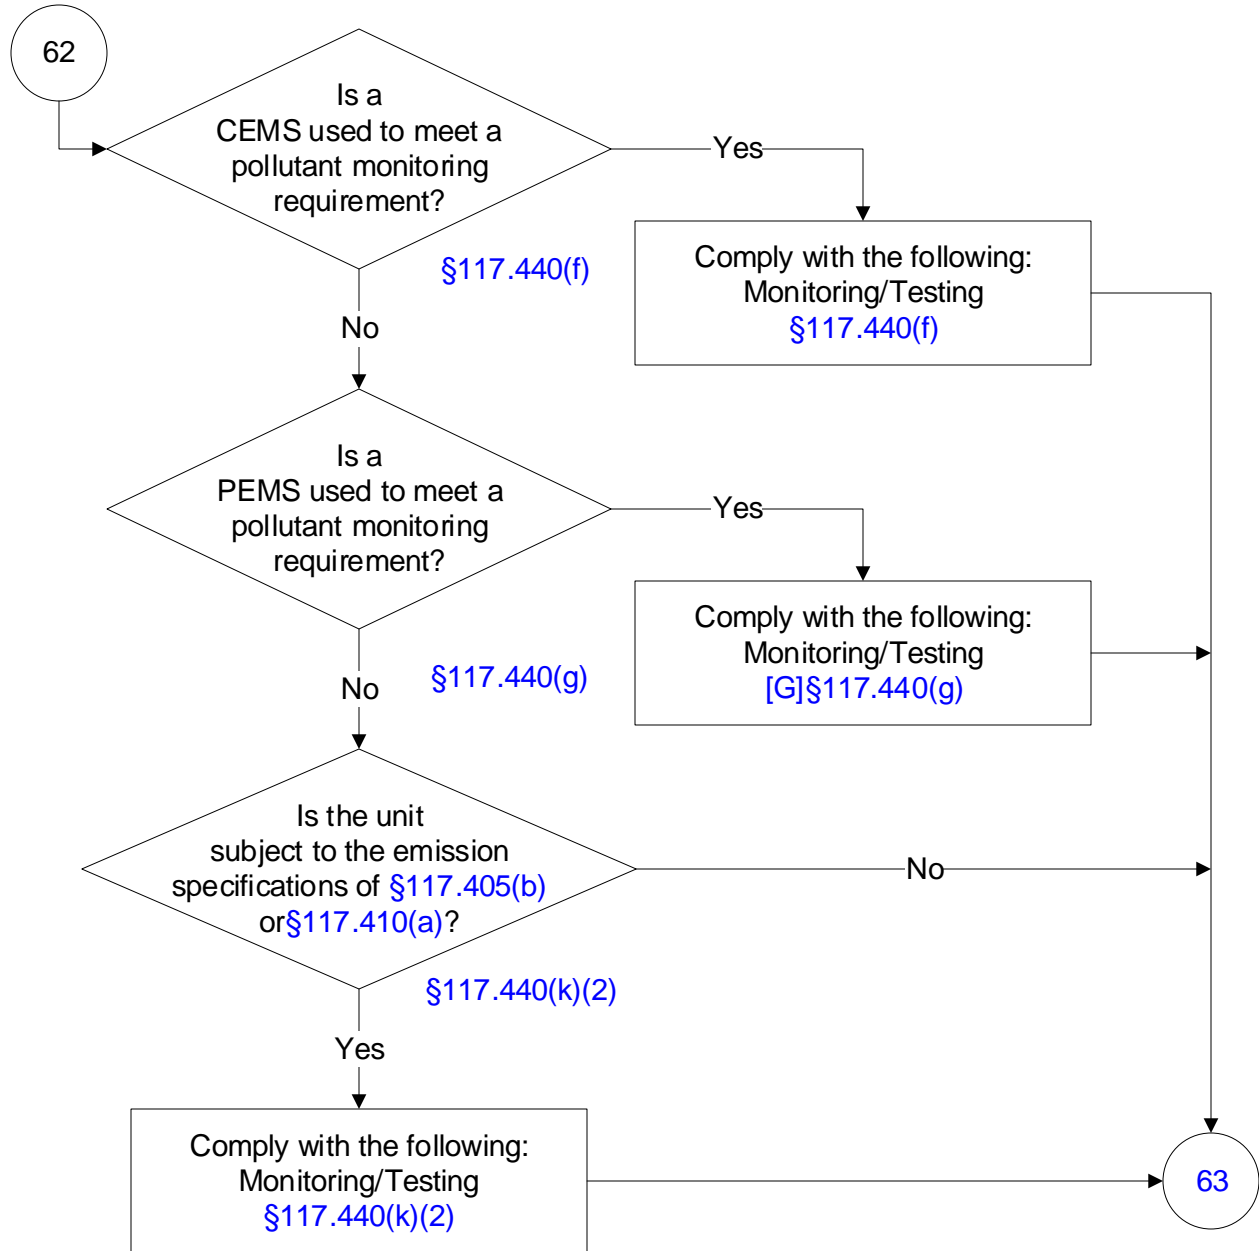 62
Is a
CEMS used to meet a
pollutant monitoring
requirement?
Yes
§117.440(f)
Comply with the following:
Monitoring/Testing
§117.440(f)
No
Is a
PEMS used to meet a
pollutant monitoring
requirement?
Yes
§117.440(g)
Comply with the following:
Monitoring/Testing
[G]§117.440(g)
No
Is the unit
subject to the emission
specifications of §117.405(b)
or§117.410(a)?
No
§117.440(k)(2)
Yes
Comply with the following:
Monitoring/Testing
§117.440(k)(2)
63